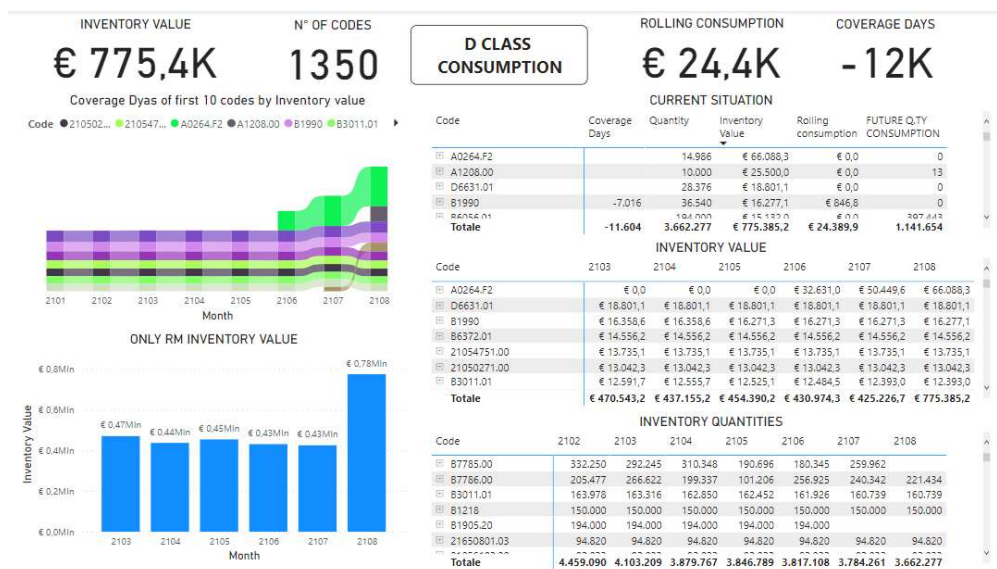 INVENTORY VALUE
€ 775,4K
N° OF CODES
1350
D CLASS
CONSUMPTION
ROLLING CONSUMPTION
€ 24,4K
COVERAGE DAYS
-12K
Coverage Dyas of first 10 codes by Inventory value
Code 210502... 210547... A0264.F2 A1208.00 B1990 B3011.01
2101 2102 2103 2104 2105 2106 2107 2108
Month
ONLY RM INVENTORY VALUE
Inventory Value
€ 0,8Mln
€ 0,6Mln
€ 0,4Mln
€ 0,2Mln
€ 0,0Mln
€ 0,47Mln € 0,44Mln € 0,45Mln € 0,43Mln € 0,43Mln € 0,78Mln
2103 2104 2105 2106 2107 2108
Month
CURRENT SITUATION
Code Coverage Days Quantity Inventory Value Rolling consumption FUTURE Q.TY CONSUMPTION
A0264.F2 14.986 € 66.088,3 € 0,0 0
A1208.00 10.000 € 25.500,0 € 0,0 13
D6631.01 28.376 € 18.801,1 € 0,0 0
B1990 -7.016 36.540 € 16.277,1 € 846,8 0
B6056.01 194.000 € 15.132,0 € 0,0 397.443
Totale -11.604 3.662.277 € 775.385,2 € 24.389,9 1.141.654
INVENTORY VALUE
Code 2103 2104 2105 2106 2107 2108
A0264.F2 € 0,0 € 0,0 € 0,0 € 32.631,0 € 50.449,6 € 66.088,3
D6631.01 € 18.801,1 € 18.801,1 € 18.801,1 € 18.801,1 € 18.801,1 € 18.801,1
B1990 € 16.358,6 € 16.358,6 € 16.271,3 € 16.271,3 € 16.271,3 € 16.277,1
B6372.01 € 14.556,2 € 14.556,2 € 14.556,2 € 14.556,2 € 14.556,2 € 14.556,2
21054751.00 € 13.735,1 € 13.735,1 € 13.735,1 € 13.735,1 € 13.735,1 € 13.735,1
21050271.00 € 13.042,3 € 13.042,3 € 13.042,3 € 13.042,3 € 13.042,3 € 13.042,3
B3011.01 € 12.591,7 € 12.555,7 € 12.525,1 € 12.484,5 € 12.393,0 € 12.393,0
Totale € 470.543,2 € 437.155,2 € 454.390,2 € 430.974,3 € 425.226,7 € 775.385,2
INVENTORY QUANTITIES
Code 2102 2103 2104 2105 2106 2107 2108
B7785.00 332.250 292.245 310.348 190.696 180.345 259.962
B7786.00 205.477 266.622 199.337 101.206 256.925 240.342 221.434
B3011.01 163.978 163.316 162.850 162.452 161.926 160.739 160.739
B1218 150.000 150.000 150.000 150.000 150.000 150.000 150.000
B1905.20 194.000 194.000 194.000 194.000 194.000
21650801.03 94.820 94.820 94.820 94.820 94.820 94.820 94.820
Totale 4.459.090 4.103.209 3.879.767 3.846.789 3.817.108 3.784.261 3.662.277